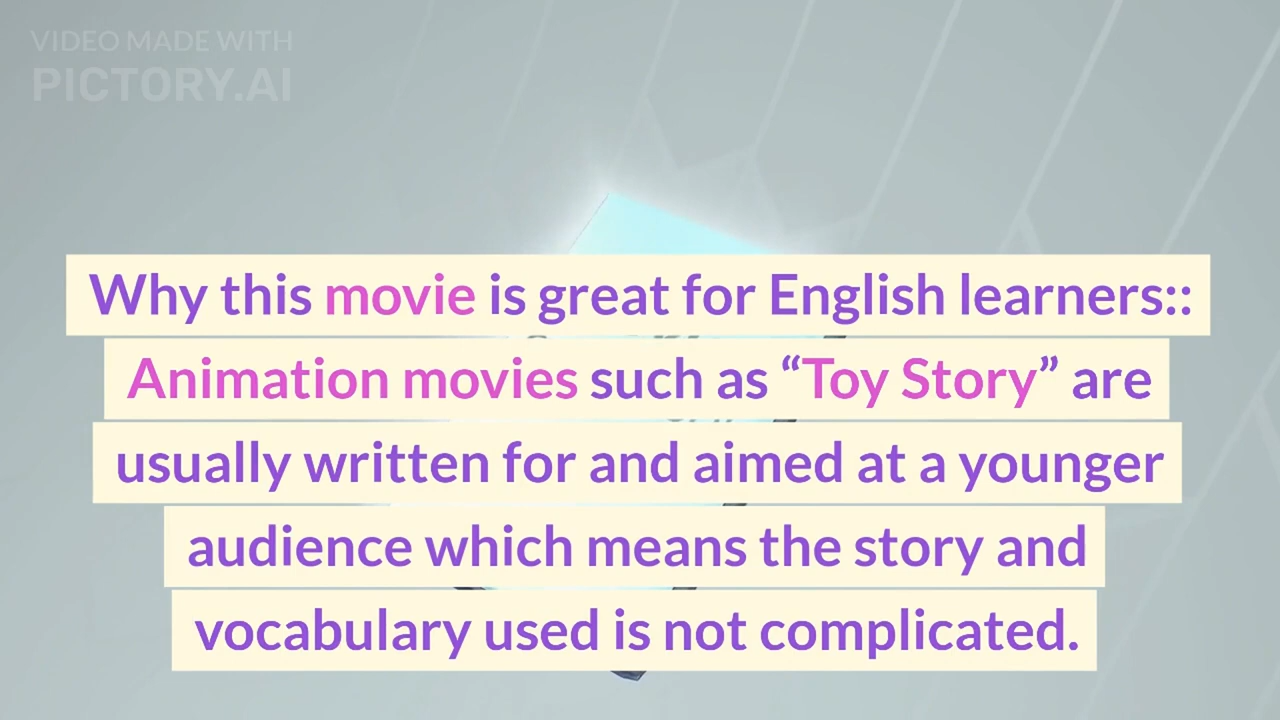 VIDEO MADE WITH
PICTORY.AI
Why this movie is great for English learners::
Animation movies such as “Toy Story” are
usually written for and aimed at a younger
audience which means the story and
vocabulary used is not complicated.